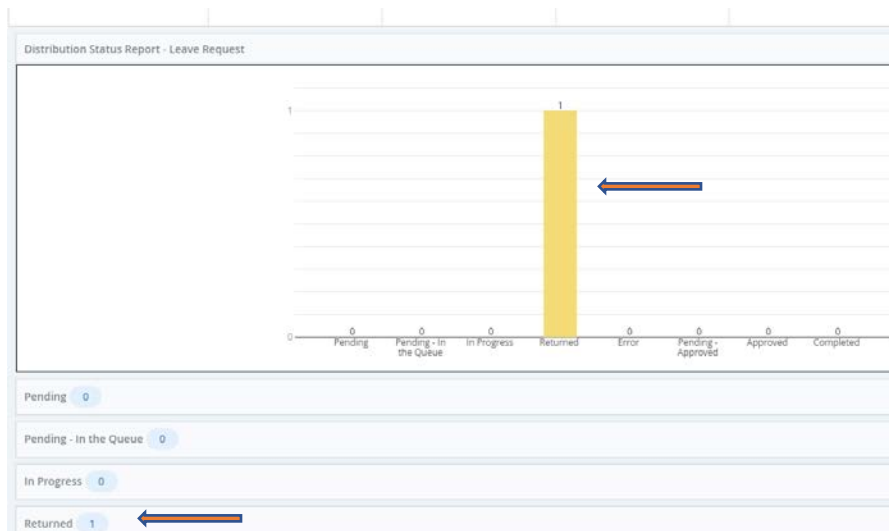 Distribution Status Report - Leave Request
1
1
0
0 0 0 0 0 0 0
Pending Pending - In the Queue In Progress Returned Error Pending - Approved Approved Completed
Pending 0
Pending - In the Queue 0
In Progress 0
Returned 1